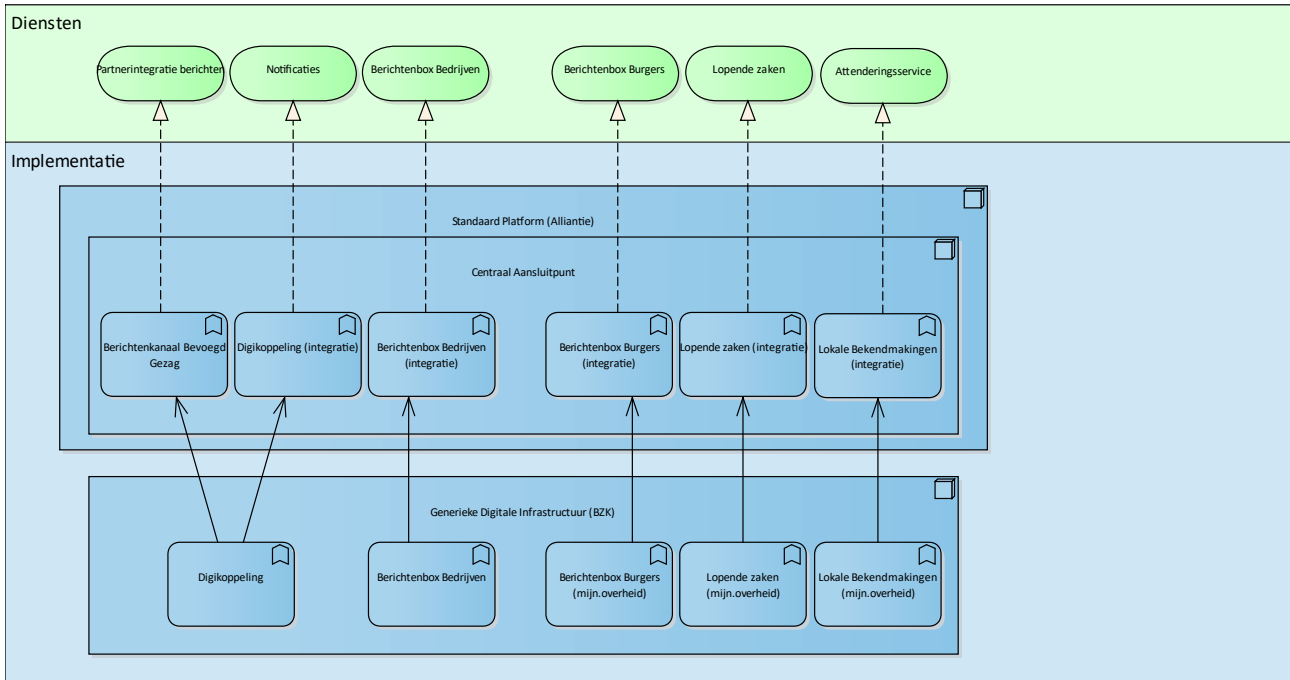 Diensten
Partnerintegratie berichten
Notificaties
Berichtenbox Bedrijven
Berichtenbox Burgers
Lopende zaken
Attenderingsservice
Implementatie
Standaard Platform (Alliantie)
Centraal Aansluitpunt
Berichtenkanaal Bevoegd
Gezag
Digikoppeling (integratie)
Berichtenbox Bedrijven
(integratie)
Berichtenbox Burgers
(integratie)
Lopende zaken (integratie)
Lokale Bekendmakingen
(integratie)
Generieke Digitale Infrastructuur (BZK)
Digikoppeling
Berichtenbox Bedrijven
Berichtenbox Burgers
(mijn.overheid)
Lopende zaken
(mijn.overheid)
Lokale Bekendmakingen
(mijn.overheid)